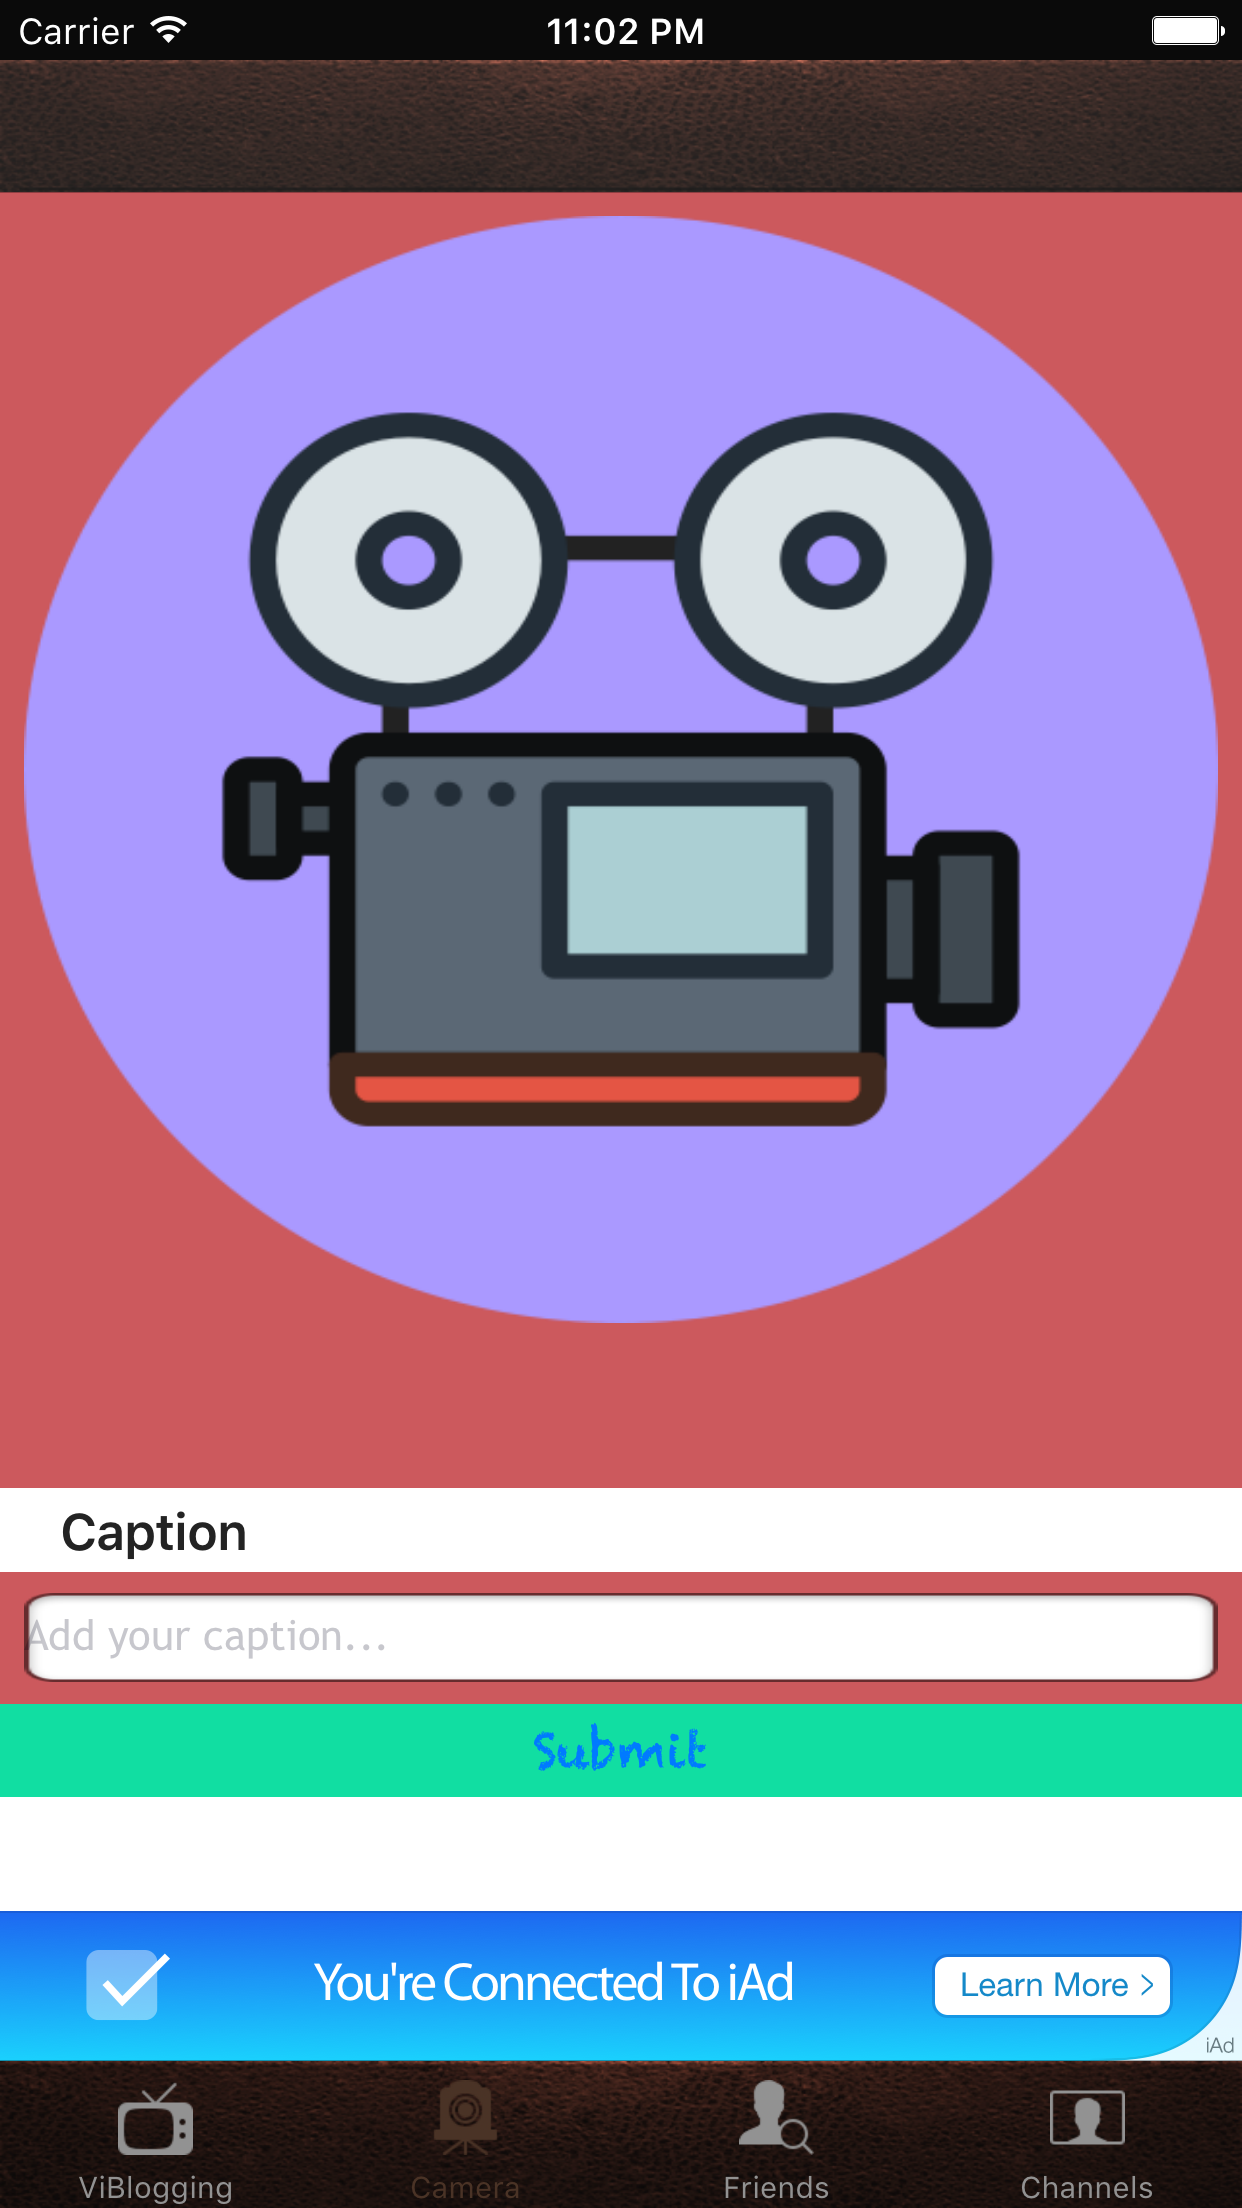 Carrier 11:02 PM
Caption
Add your caption...
Submit
You're Connected To iAd
Learn More >
iAd
ViBlogging Camera Friends Channels